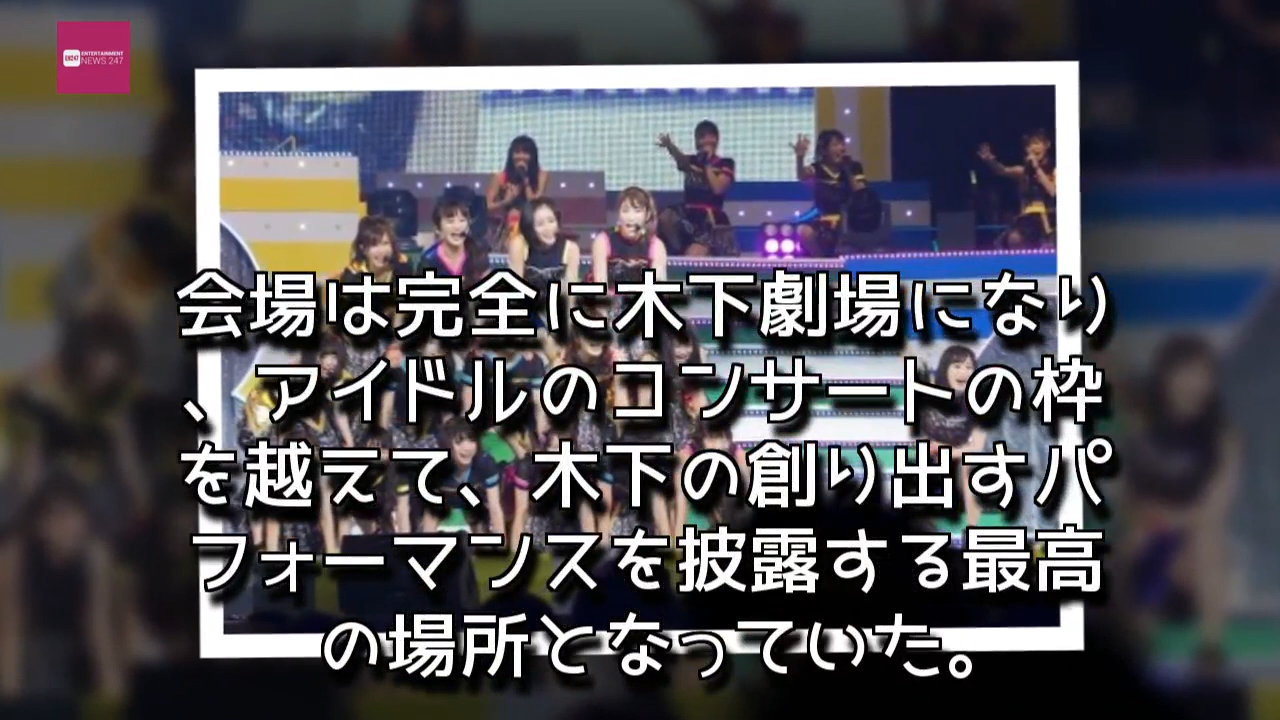 ENTERTAINMENT
NEWS 247
会場は完全に木下劇場になり
、アイドルのコンサートの枠
を越えて、木下の創り出すパ
フォーマンスを披露する最高
の場所となっていた。